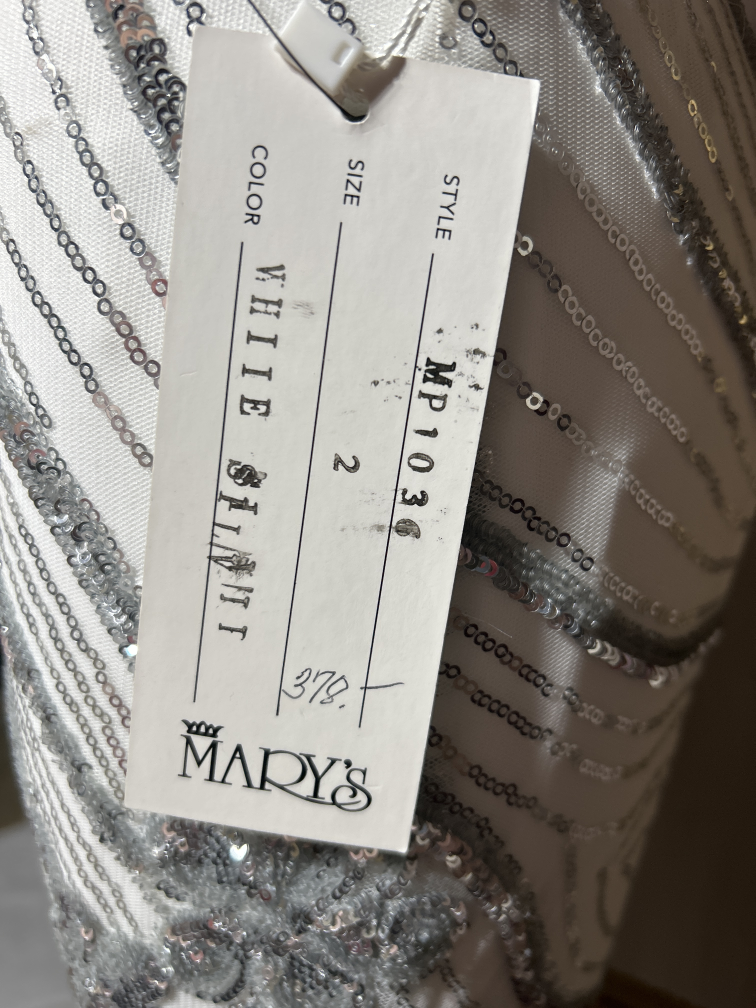 STYLE MP1036
SIZE 2
COLOR WHITE
378.-
MARY'S